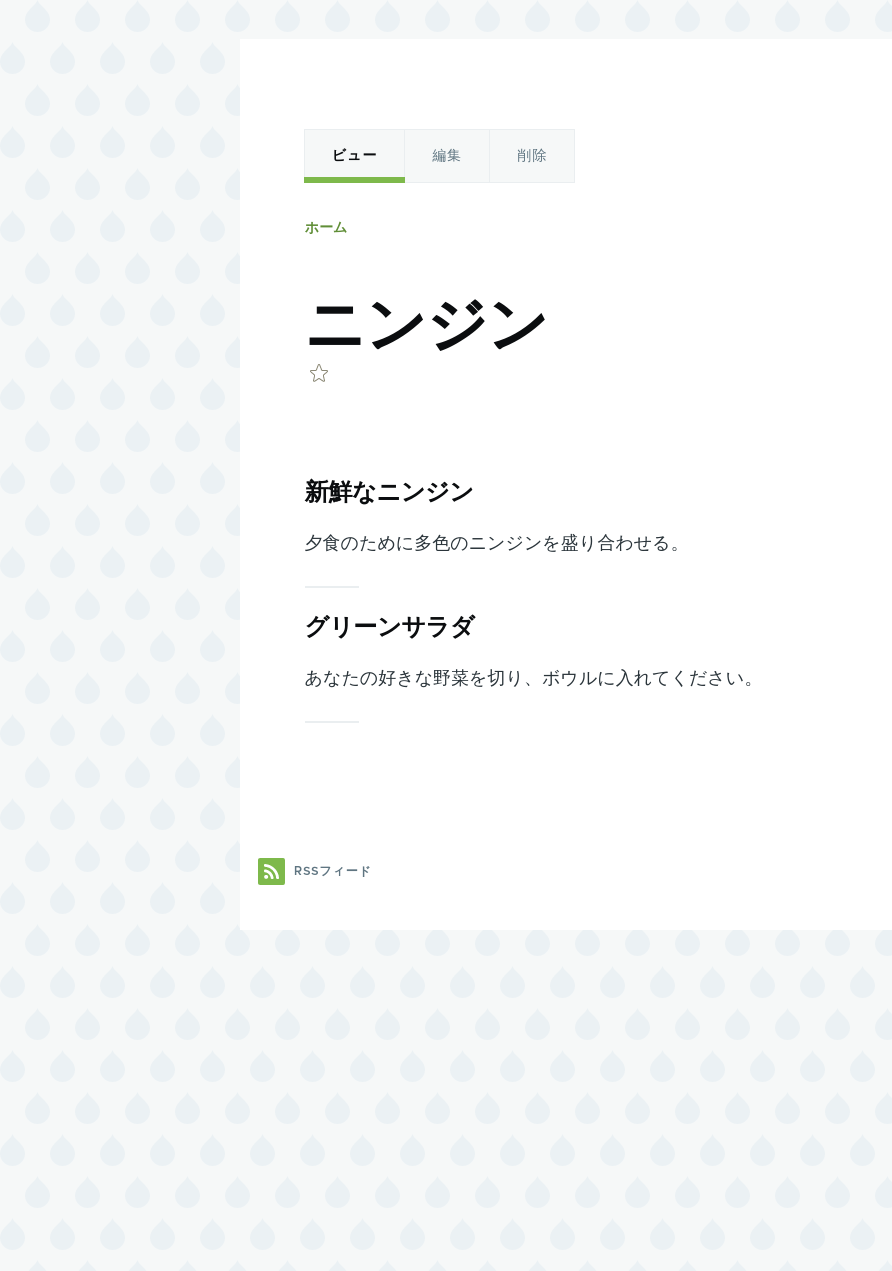 ビュー 編集 削除
ホーム
ニンジン
新鮮なニンジン
夕食のために多色のニンジンを盛り合わせる。
グリーンサラダ
あなたの好きな野菜を切り、ボウルに入れてください。
RSSフィード